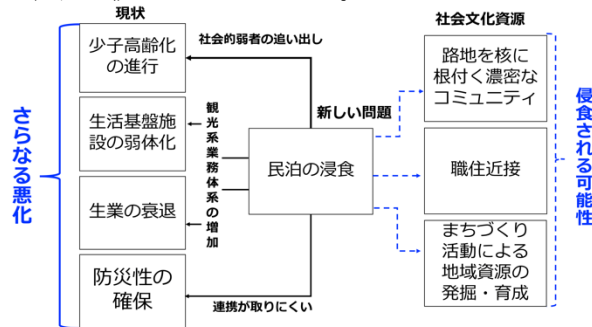 現状
社会文化資源
少子高齢化
の進行
社会的弱者の追い出し
路地を核に
根付く濃密な
コミュニティ
さらなる悪化
生活基盤施
設の弱体化
観光系業務体系の増加
新しい問題
民泊の浸食
職住近接
侵食される可能性
生業の衰退
まちづくり
活動による
地域資源の
発掘・育成
防災性の
確保
連携が取りにくい